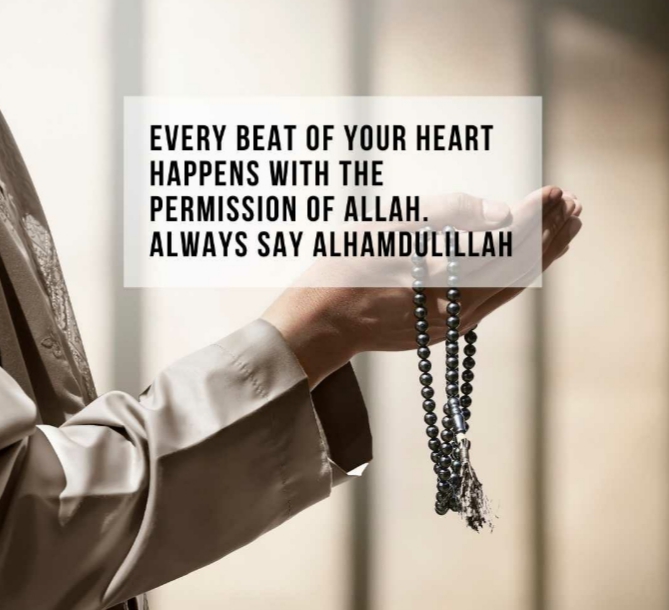 EVERY BEAT OF YOUR HEART
HAPPENS WITH THE
PERMISSION OF ALLAH.
ALWAYS SAY ALHAMDULILLAH